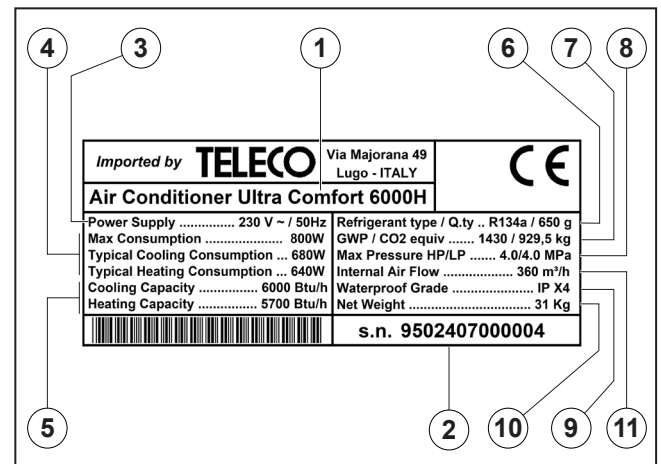 4
3
1
6
7
8
Imported by TELECO Via Majorana 49
Lugo - ITALY
CE
Air Conditioner Ultra Comfort 6000H
Power Supply ............... 230 V ~ / 50Hz
Max Consumption ................... 800W
Typical Cooling Consumption ... 680W
Typical Heating Consumption ... 640W
Cooling Capacity .......... 6000 Btu/h
Heating Capacity ................ 5700 Btu/h
Refrigerant type / Q.ty .. R134a / 650 g
GWP / CO2 equiv ....... 1430 / 929,5 kg
Max Pressure HP/LP ....... 4.0/4.0 MPa
Internal Air Flow .................... 360 m³/h
Waterproof Grade ...................... IP X4
Net Weight ................................ 31 Kg
s.n. 9502407000004
5
2
10
9
11